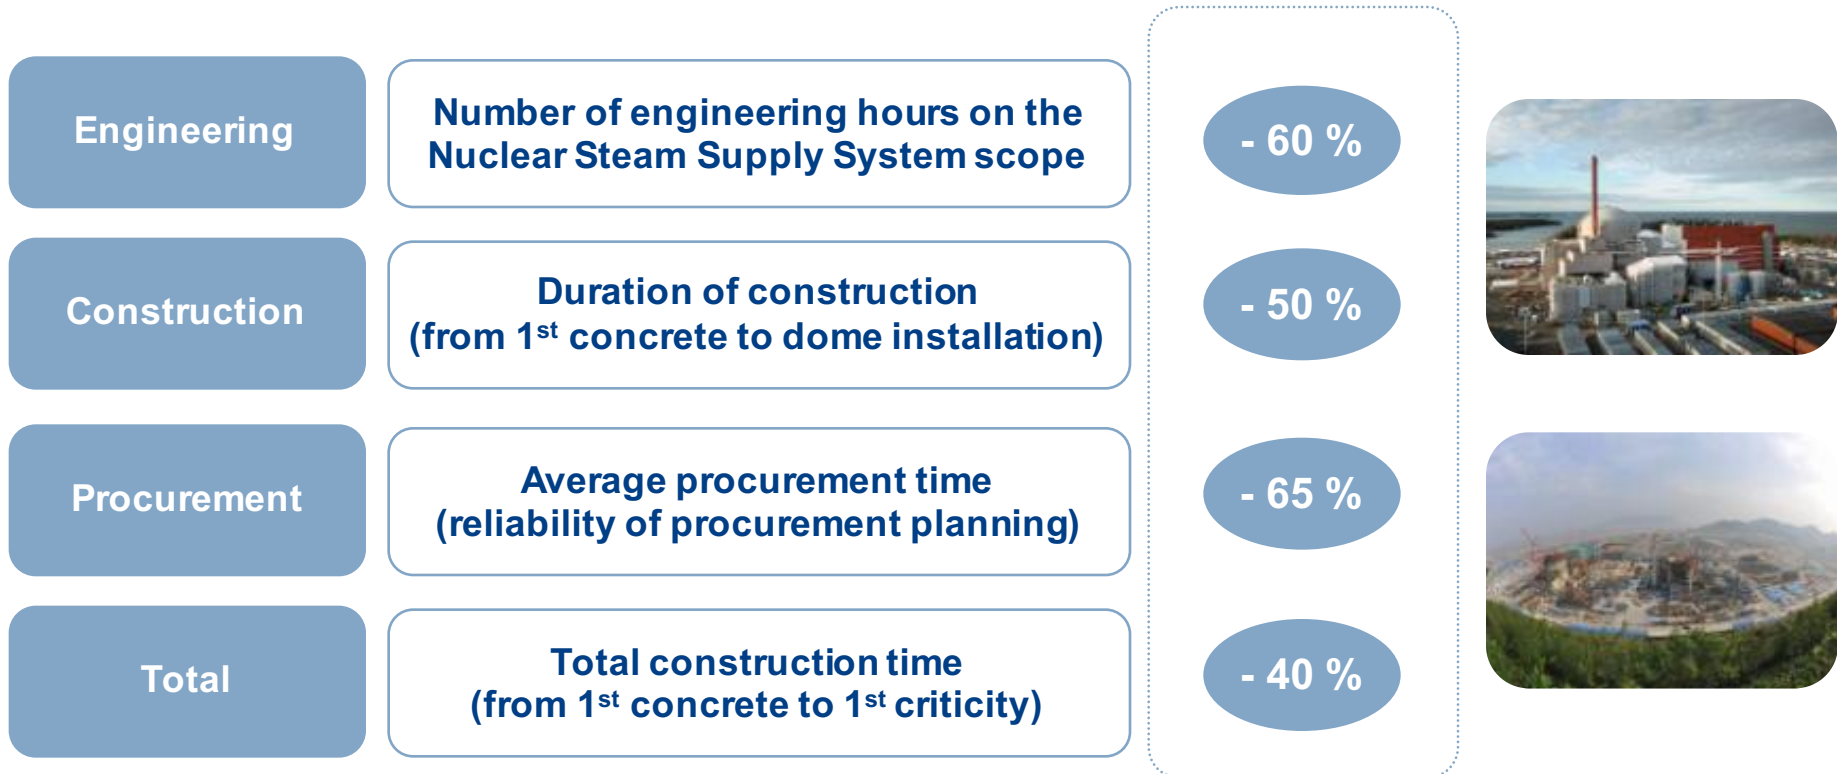 Engineering
Number of engineering hours on the
Nuclear Steam Supply System scope
- 60 %
Construction
Duration of construction
(from 1st concrete to dome installation)
- 50 %
Procurement
Average procurement time
(reliability of procurement planning)
- 65 %
Total
Total construction time
(from 1st concrete to 1st criticity)
- 40 %